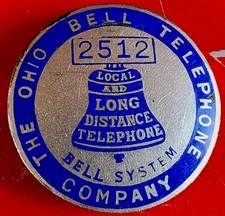 THE OHIO BELL TELEPHONE
COMPANY
2512
LOCAL
AND
LONG
DISTANCE
TELEPHONE
BELL SYSTEM